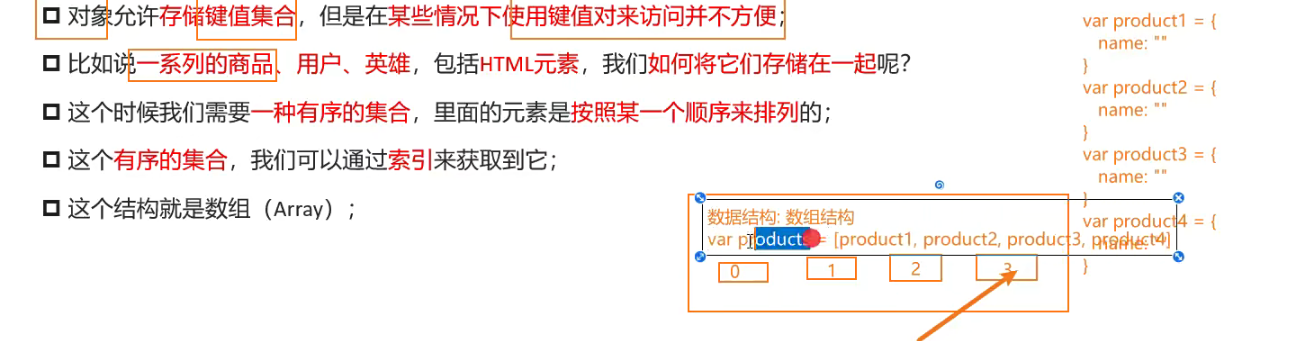 对象允许存储键值集合，但是在某些情况下使用键值对来访问并不方便；
比如说一系列的商品、用户、英雄，包括HTML元素，我们如何将它们存储在一起呢？
这个时候我们需要一种有序的集合，里面的元素是按照某一个顺序来排列的；
这个有序的集合，我们可以通过索引来获取到它；
这个结构就是数组（Array）；
var product1 = {
name: ""
}
var product2 = {
name: ""
}
var product3 = {
name: ""
}
var product4 = {
name: ""
}
数据结构: 数组结构
var products = [product1, product2, product3, product4]
0 1 2 3